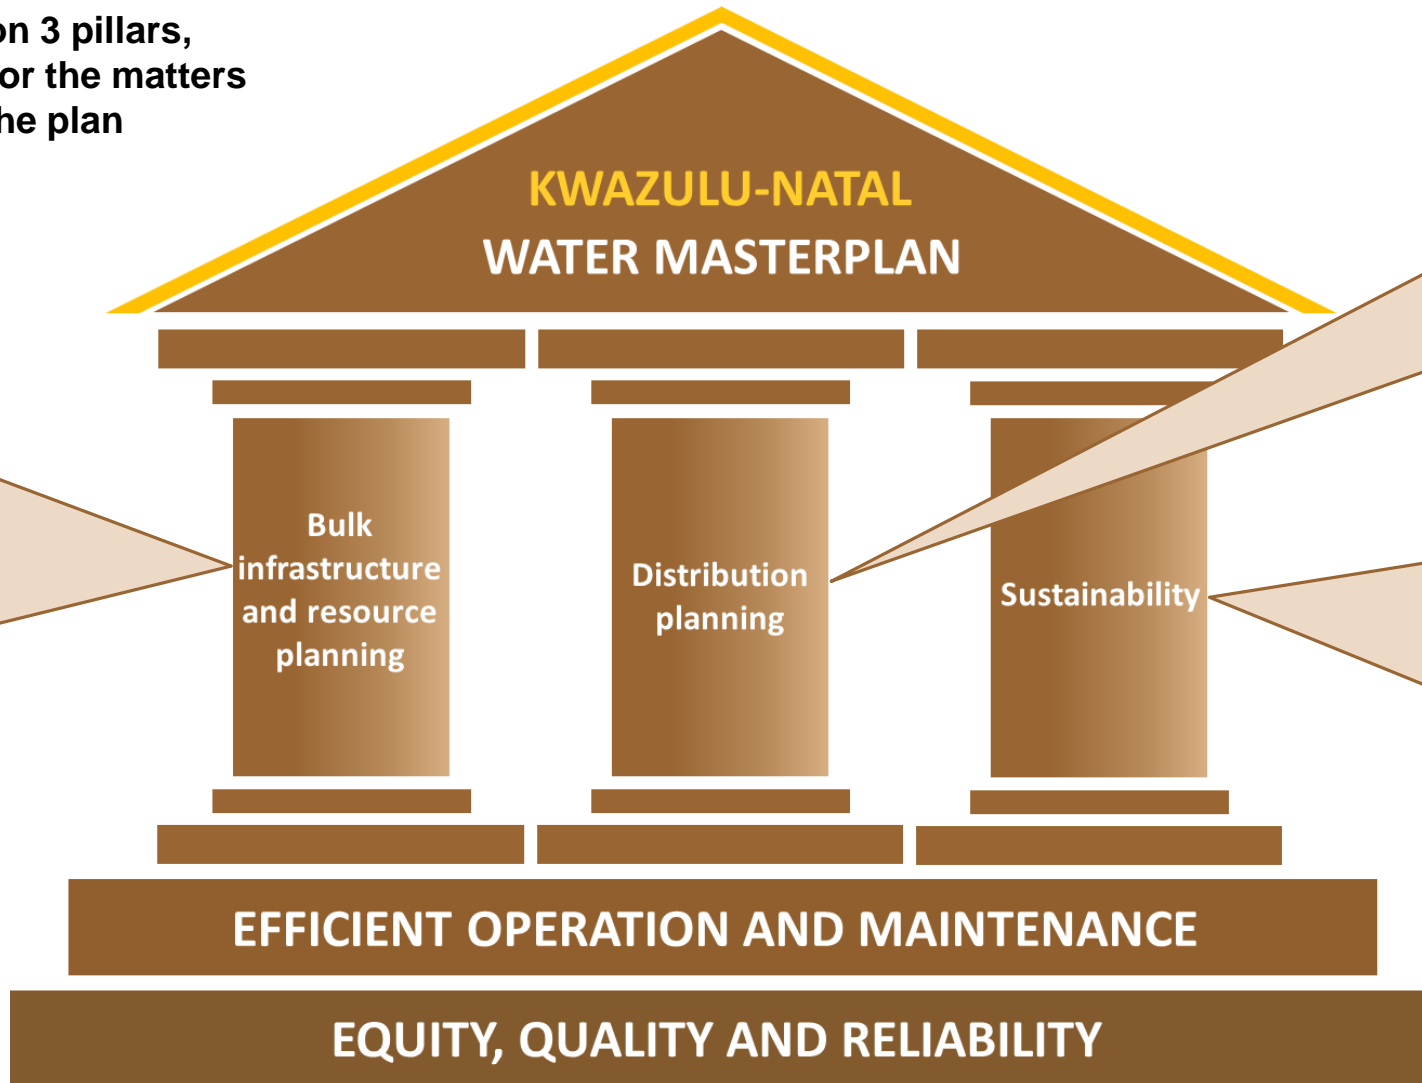 on 3 pillars,
or the matters
he plan
KWAZULU-NATAL
WATER MASTERPLAN
Bulk
infrastructure
and resource
planning
Distribution
planning
Sustainability
EFFICIENT OPERATION AND MAINTENANCE
EQUITY, QUALITY AND RELIABILITY